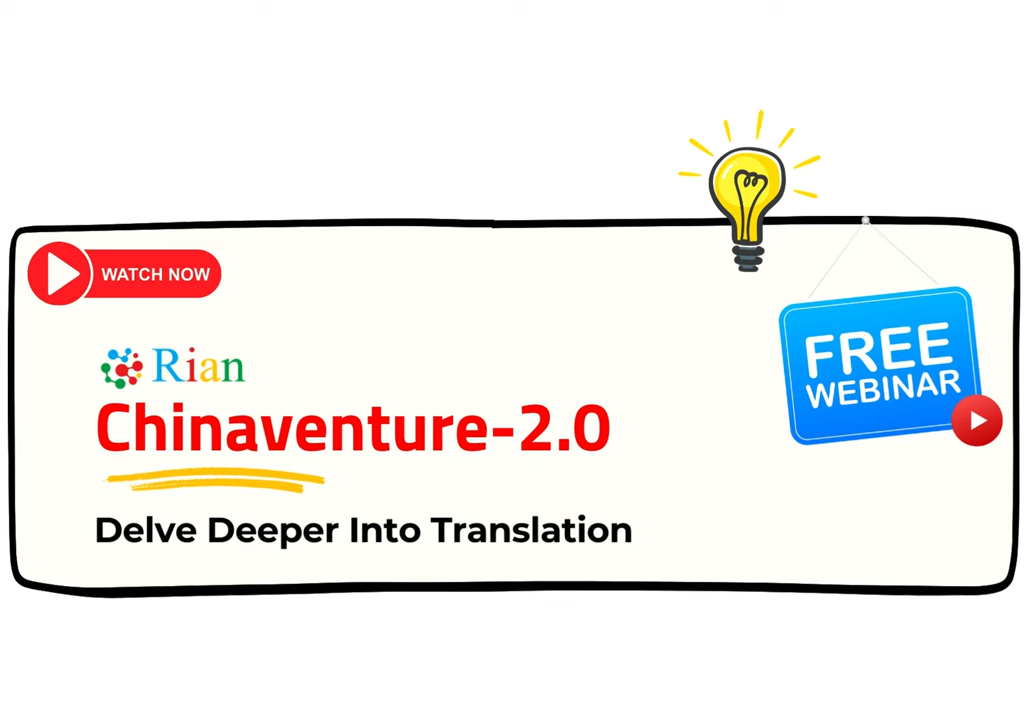 WATCH NOW
Rian
Chinaventure-2.0
Delve Deeper Into Translation
FREE
WEBINAR